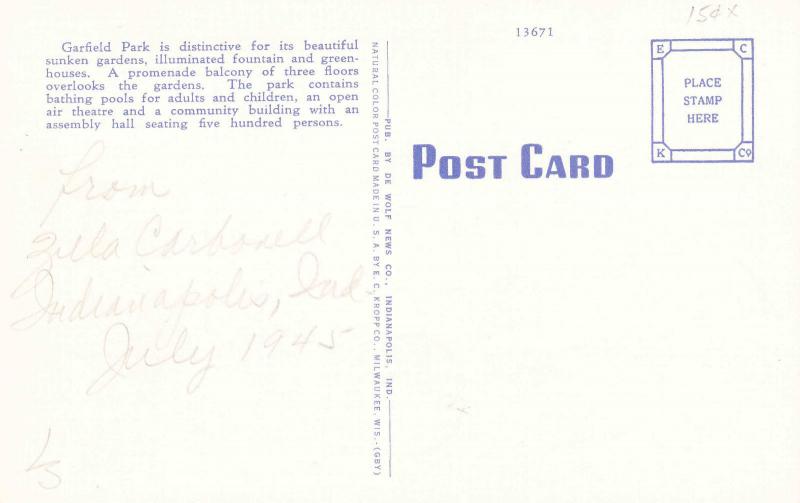 Garfield Park is distinctive for its beautiful
sunken gardens, illuminated fountain and green-
houses. A promenade balcony of three floors
overlooks the gardens. The park contains
bathing pools for adults and children, an open
air theatre and a community building with an
assembly hall seating five hundred persons.
from
Zella Carbonell
Indianapolis, Ind
July 1945
PUB. BY DE WOLF NEWS CO., INDIANAPOLIS, IND.
NATURAL COLOR POST CARD MADE IN U. S. A. BY E. C. KROPP CO., MILWAUKEE, WIS.-(GBY)
13671
POST CARD
15¢ x
E C
PLACE
STAMP
HERE
K Co